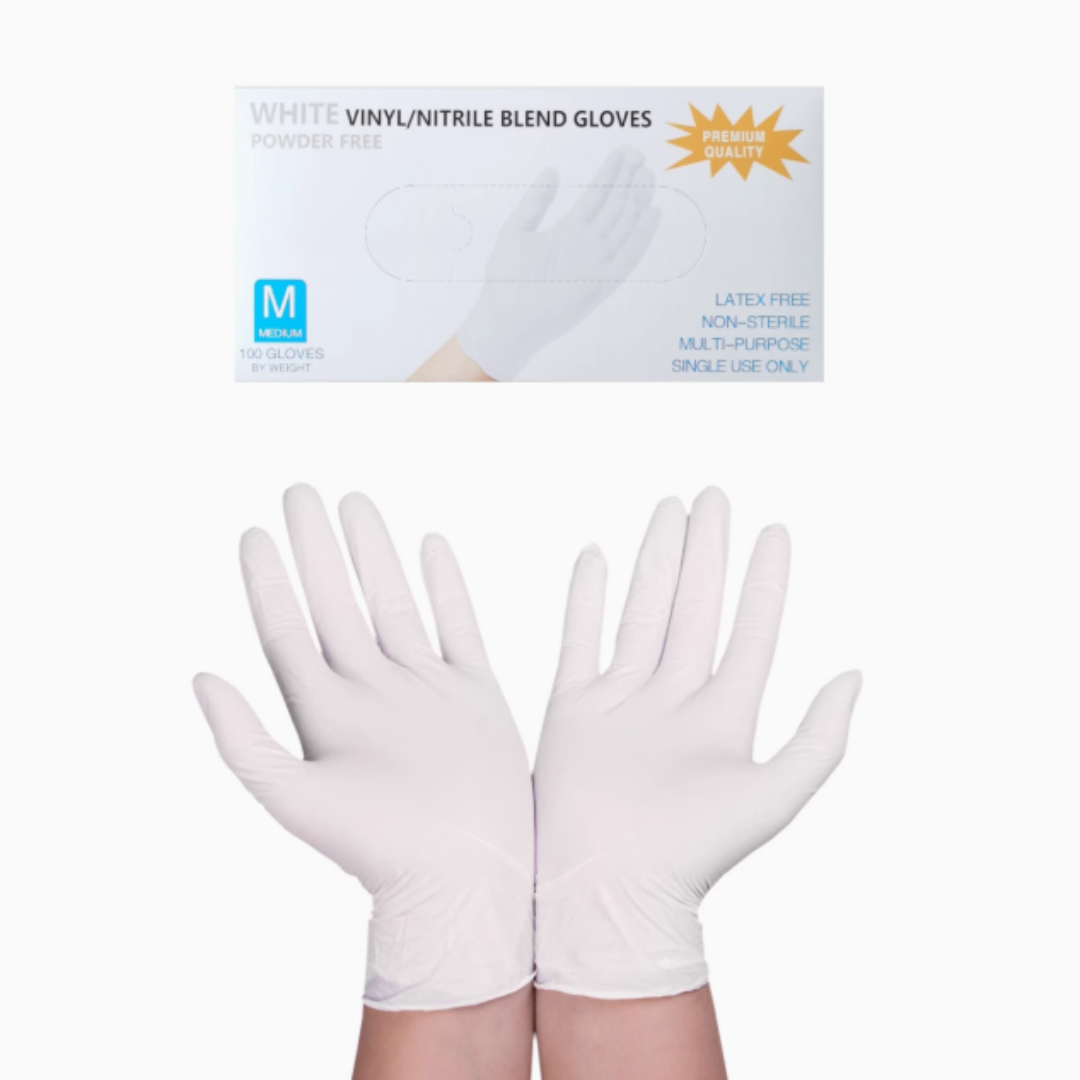 WHITE VINYL/NITRILE BLEND GLOVES
POWDER FREE
PREMIUM
QUALITY
M
MEDIUM
100 GLOVES
BY WEIGHT
LATEX FREE
NON-STERILE
MULTI-PURPOSE
SINGLE USE ONLY